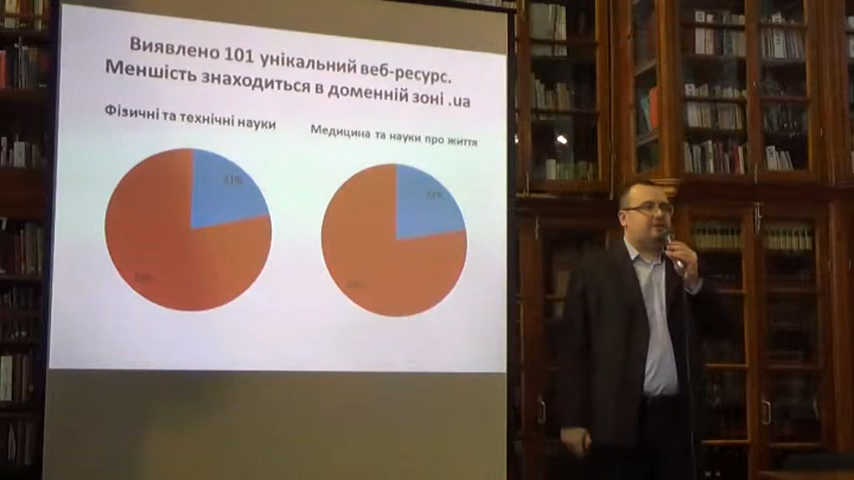 Виявлено 101 унікальний веб-ресурс.
Меншість знаходиться в доменній зоні .ua
Фізичні та технічні науки
Медицина та науки про життя
21%
22%